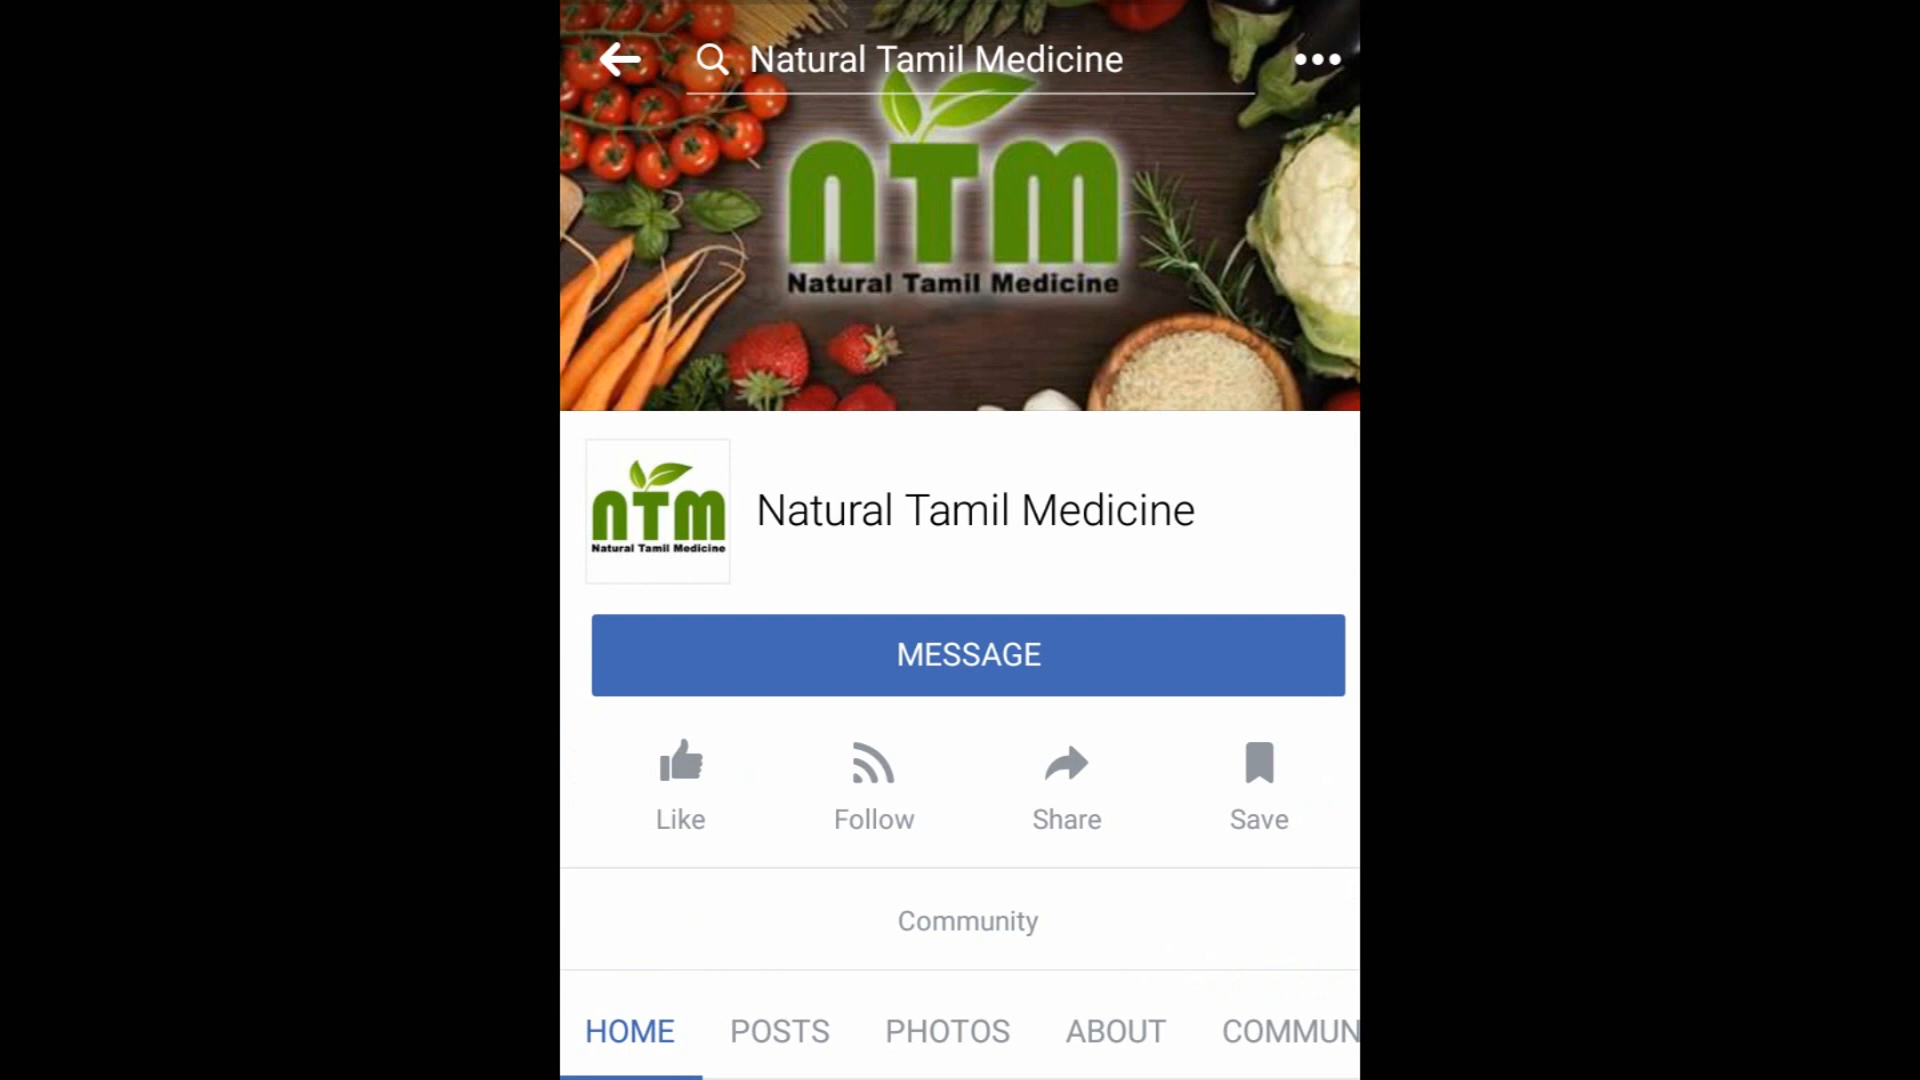 Natural Tamil Medicine
NTM
Natural Tamil Medicine
NTM
Natural Tamil Medicine
Natural Tamil Medicine
MESSAGE
Like Follow Share Save
Community
HOME POSTS PHOTOS ABOUT COMMUN